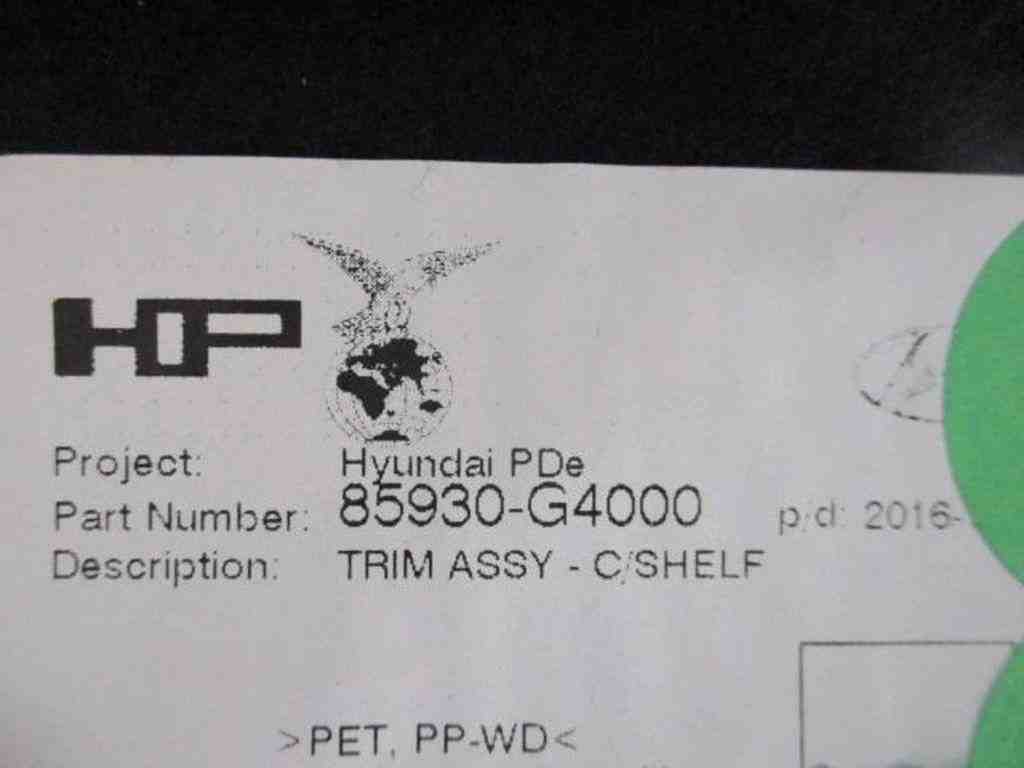 HP
Project: Hyundai PDe
Part Number: 85930-G4000 p/d: 2016-
Description: TRIM ASSY - C/SHELF
>PET, PP-WD<